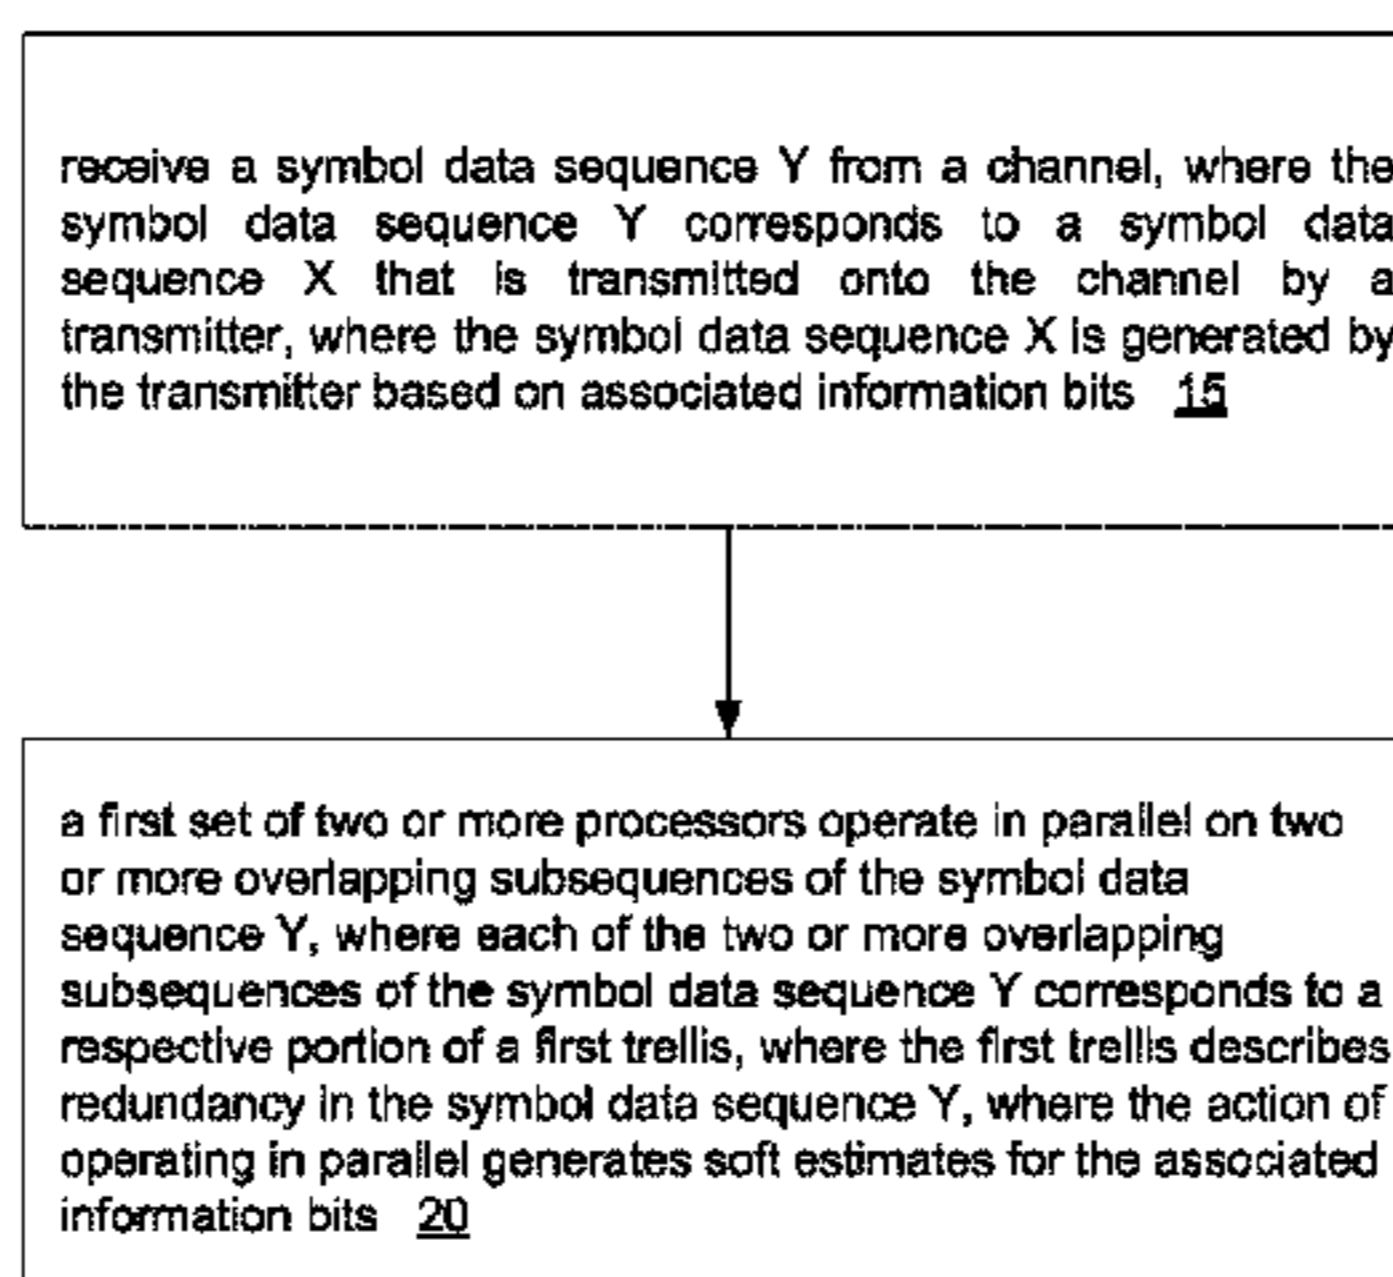 receive a symbol data sequence Y from a channel, where the
symbol data sequence Y corresponds to a symbol data
sequence X that is transmitted onto the channel by a
transmitter, where the symbol data sequence X is generated by
the transmitter based on associated information bits 15
a first set of two or more processors operate in parallel on two
or more overlapping subsequences of the symbol data
sequence Y, where each of the two or more overlapping
subsequences of the symbol data sequence Y corresponds to a
respective portion of a first trellis, where the first trellis describes
redundancy in the symbol data sequence Y, where the action of
operating in parallel generates soft estimates for the associated
information bits 20